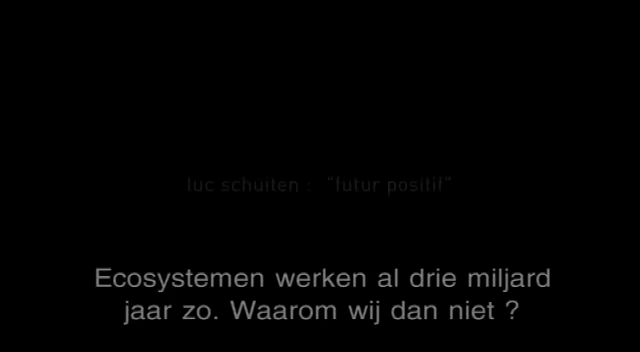 luc schuiten : "futur positif"
Ecosystemen werken al drie miljard
jaar zo. Waarom wij dan niet ?